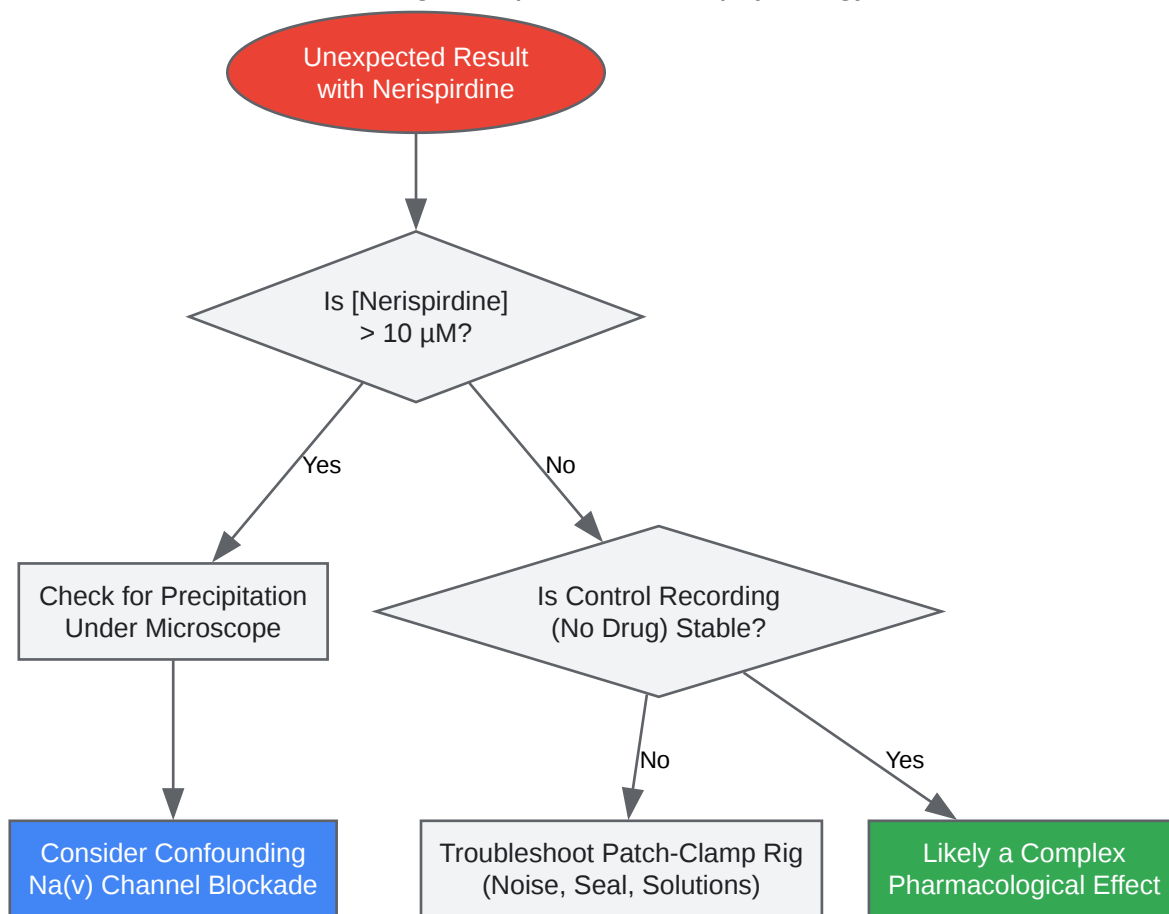 Unexpected Result
with Nerispirdine
Is [Nerispirdine]
> 10 µM?
Yes
No
Check for Precipitation
Under Microscope
Is Control Recording
(No Drug) Stable?
No
Yes
Consider Confounding
Na(v) Channel Blockade
Troubleshoot Patch-Clamp Rig
(Noise, Seal, Solutions)
Likely a Complex
Pharmacological Effect